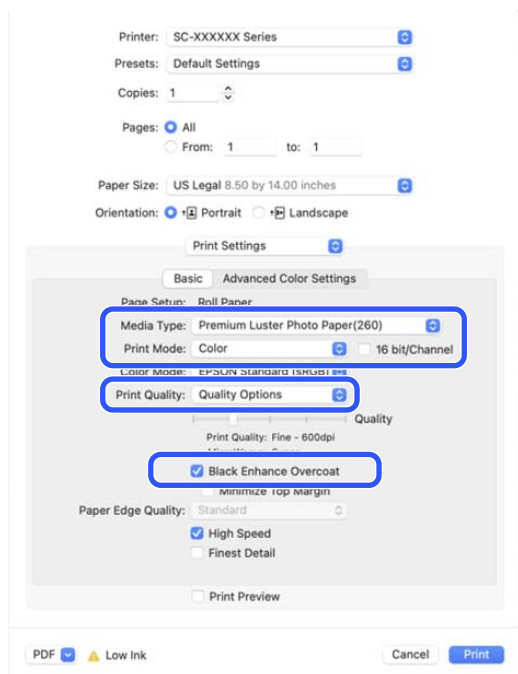 Printer: SC-XXXXXX Series
Presets: Default Settings
Copies: 1
Pages: All
From: 1 to: 1
Paper Size: US Legal 8.50 by 14.00 inches
Orientation: Portrait Landscape
Print Settings
Basic Advanced Color Settings
Page Setup: Roll Paper
Media Type: Premium Luster Photo Paper(260)
Print Mode: Color 16 bit/Channel
Color Mode: EPSON Standard (sRGB)
Print Quality: Quality Options
Quality
Print Quality: Fine - 600dpi
Black Enhance Overcoat
Minimize Top Margin
Paper Edge Quality: Standard
High Speed
Finest Detail
Print Preview
PDF Low Ink Cancel Print